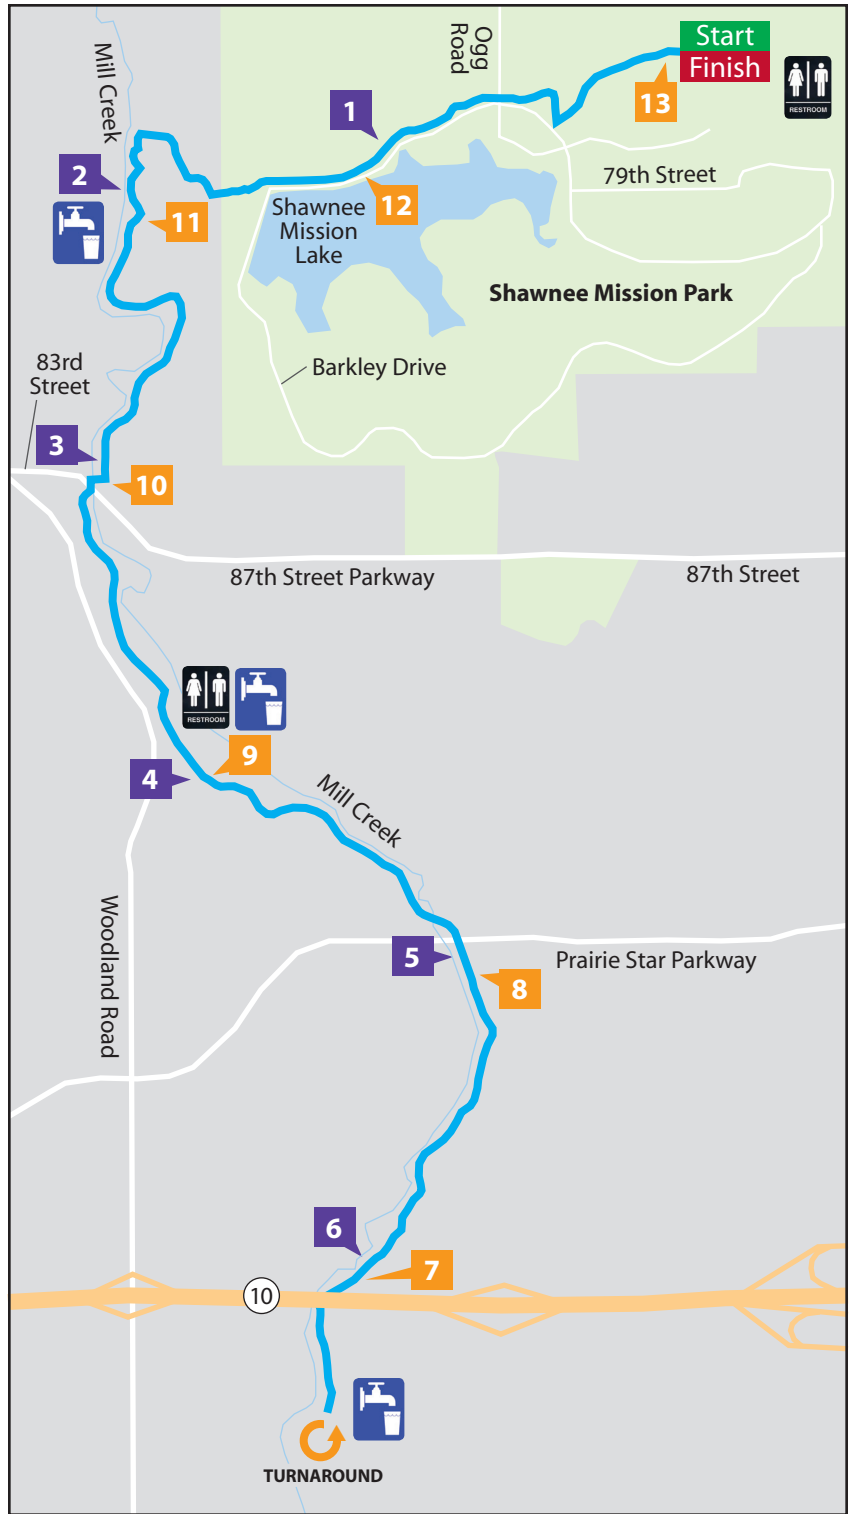 Start
Finish
Ogg
Road
Mill Creek
RESTROOM
13
1
2
79th Street
12
11
Shawnee
Mission
Lake
Shawnee Mission Park
83rd
Street
Barkley Drive
3
10
87th Street Parkway
87th Street
RESTROOM
9
4
Mill Creek
Woodland Road
5
Prairie Star Parkway
8
6
7
10
TURNAROUND